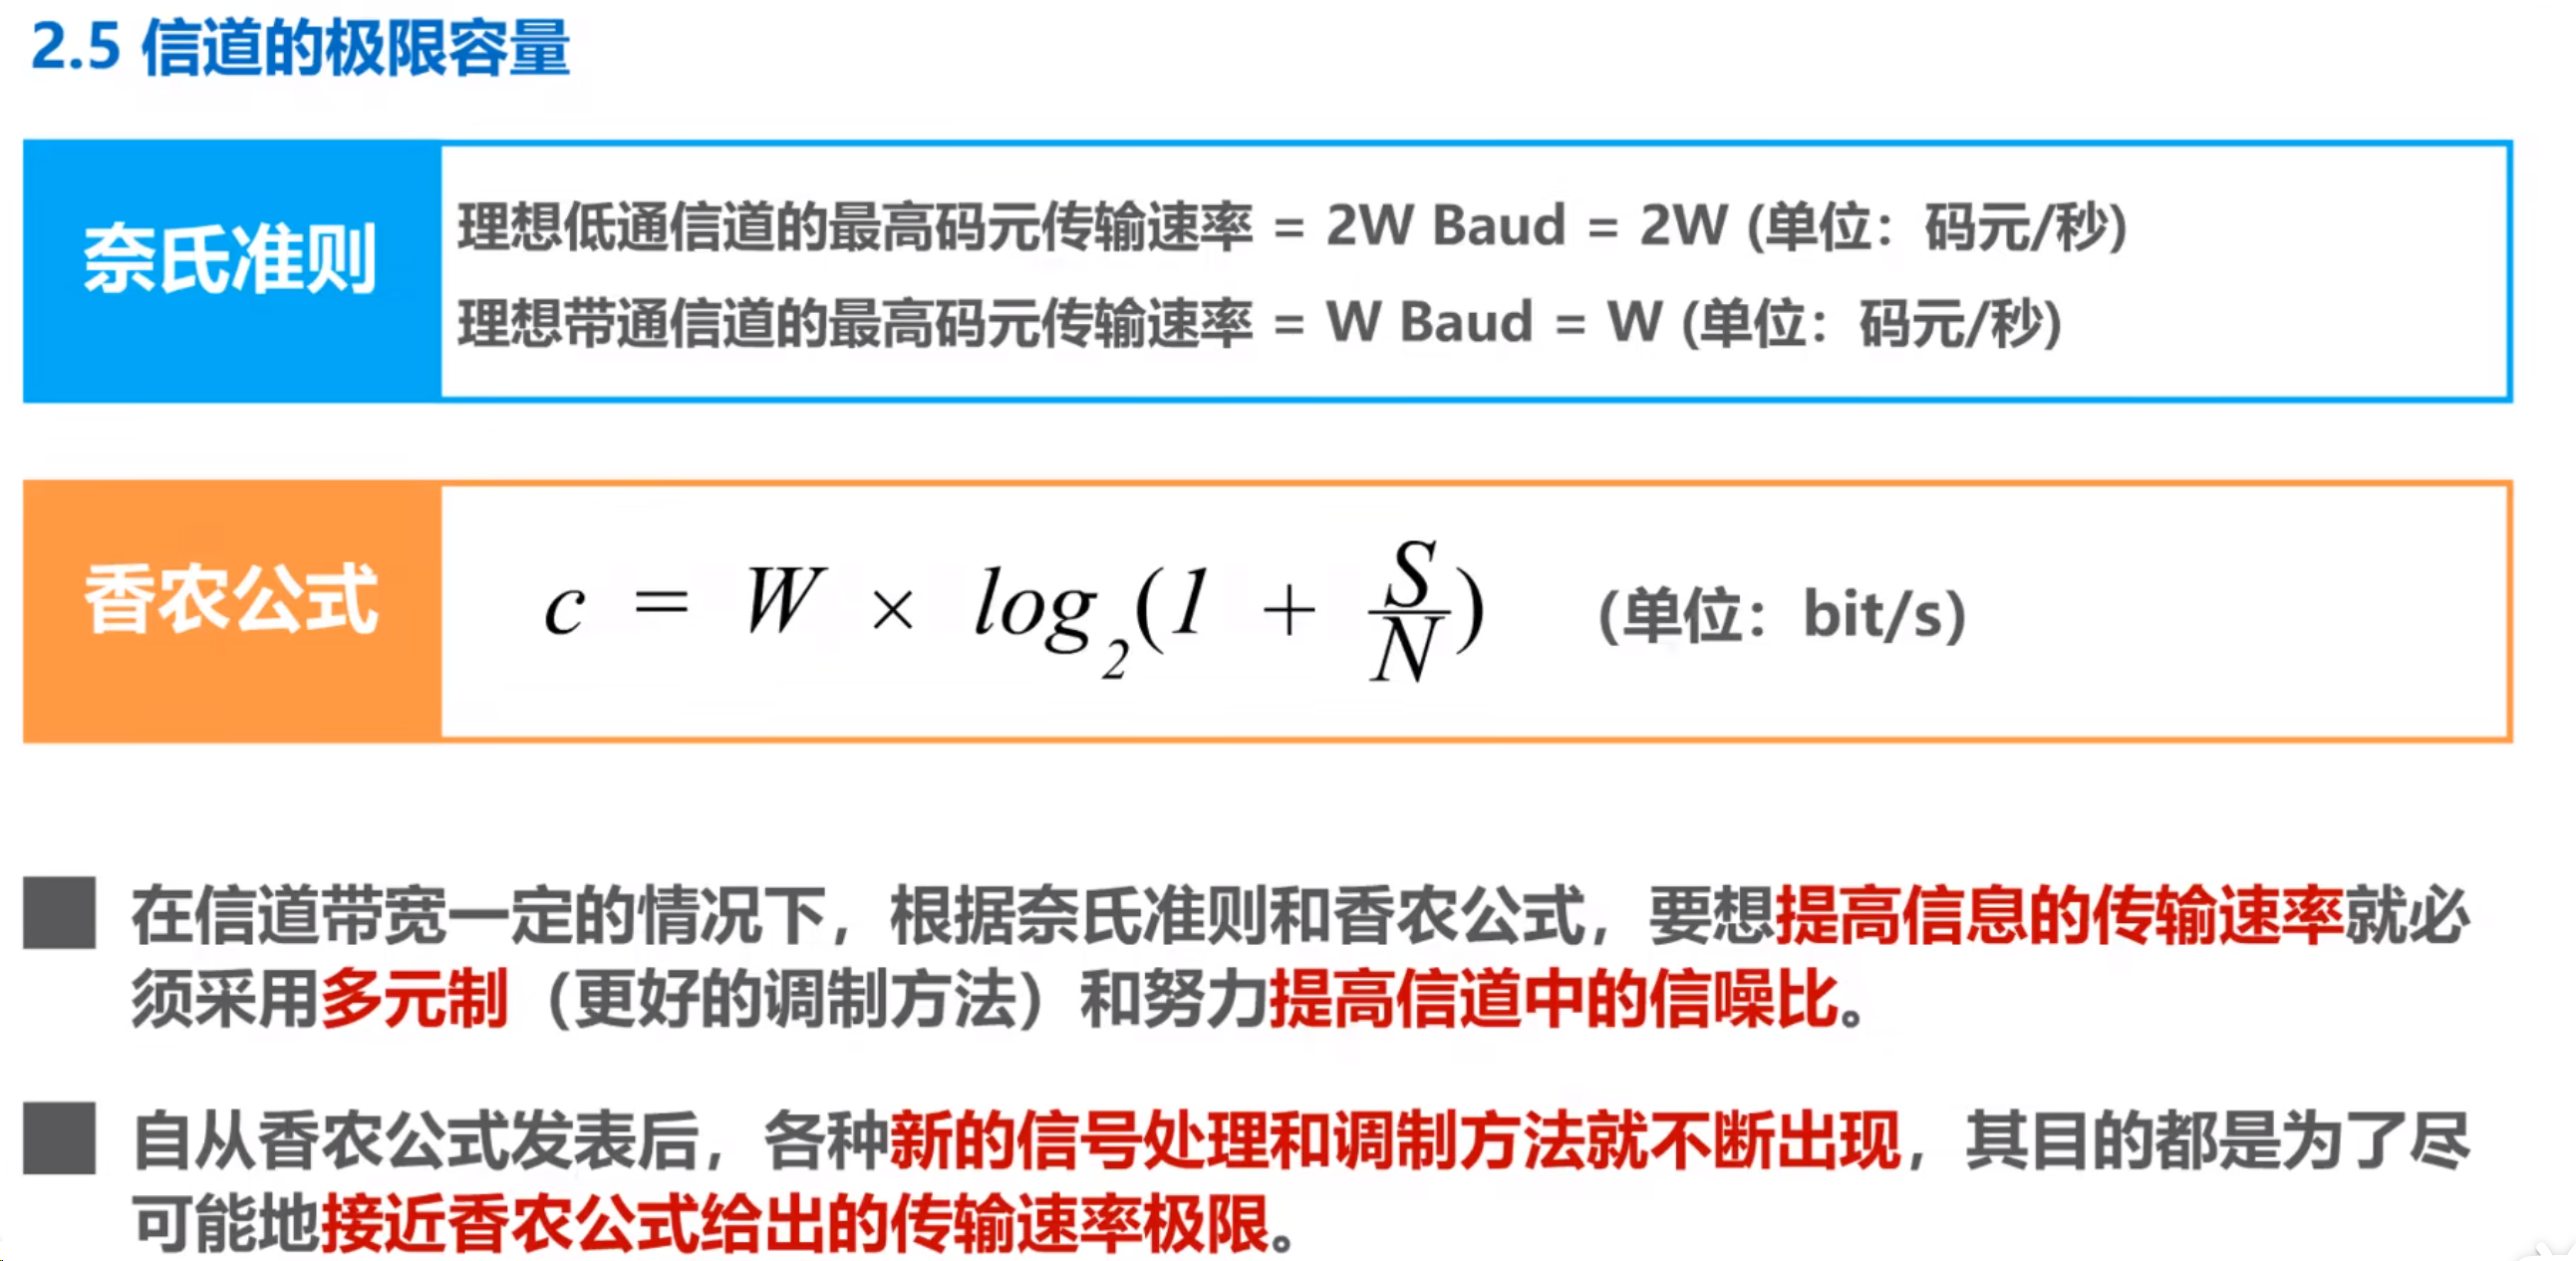 2.5 信道的极限容量
奈氏准则
理想低通信道的最高码元传输速率 = 2W Baud = 2W (单位：码元/秒)
理想带通信道的最高码元传输速率 = W Baud = W (单位：码元/秒)
香农公式
c = W × log₂(1 + S/N) (单位：bit/s)
在信道带宽一定的情况下，根据奈氏准则和香农公式，要想提高信息的传输速率就必
须采用多元制（更好的调制方法）和努力提高信道中的信噪比。
自从香农公式发表后，各种新的信号处理和调制方法就不断出现，其目的都是为了尽
可能地接近香农公式给出的传输速率极限。